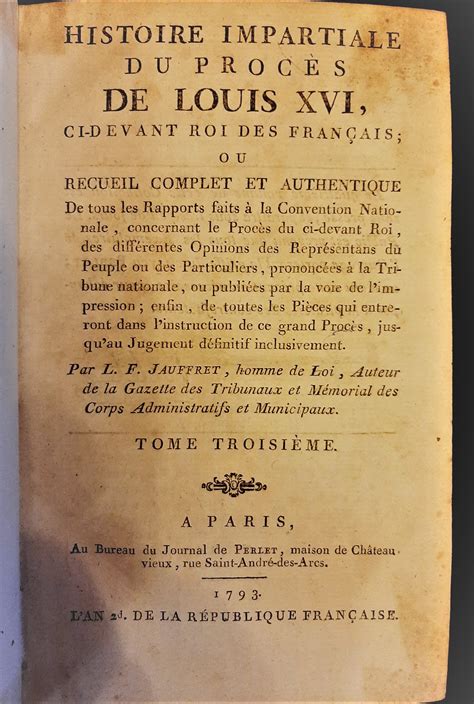 HISTOIRE IMPARTIALE
DU PROCÈS
DE LOUIS XVI,
CI-DEVANT ROI DES FRANÇAIS;
OU
RECUEIL COMPLET ET AUTHENTIQUE
De tous les Rapports faits à la Convention Natio-
nale, concernant le Procès du ci-devant Roi,
des différentes Opinions des Représentans du
Peuple ou des Particuliers, prononcées à la Tri-
bune nationale, ou publiées par la voie de l'im-
pression; enfin, de toutes les Pièces qui entre-
ront dans l'instruction de ce grand Procès, jus-
qu'au Jugement définitif inclusivement.
Par L. F. JAUFFRET, homme de Loi, Auteur
de la Gazette des Tribunaux et Mémorial des
Corps Administratifs et Municipaux.
TOME TROISIÈME.
A PARIS,
Au Bureau du Journal de PERLET, maison de Château
vieux, rue Saint-André-des-Arcs.
1793.
L'AN 2d. DE LA RÉPUBLIQUE FRANÇAISE.